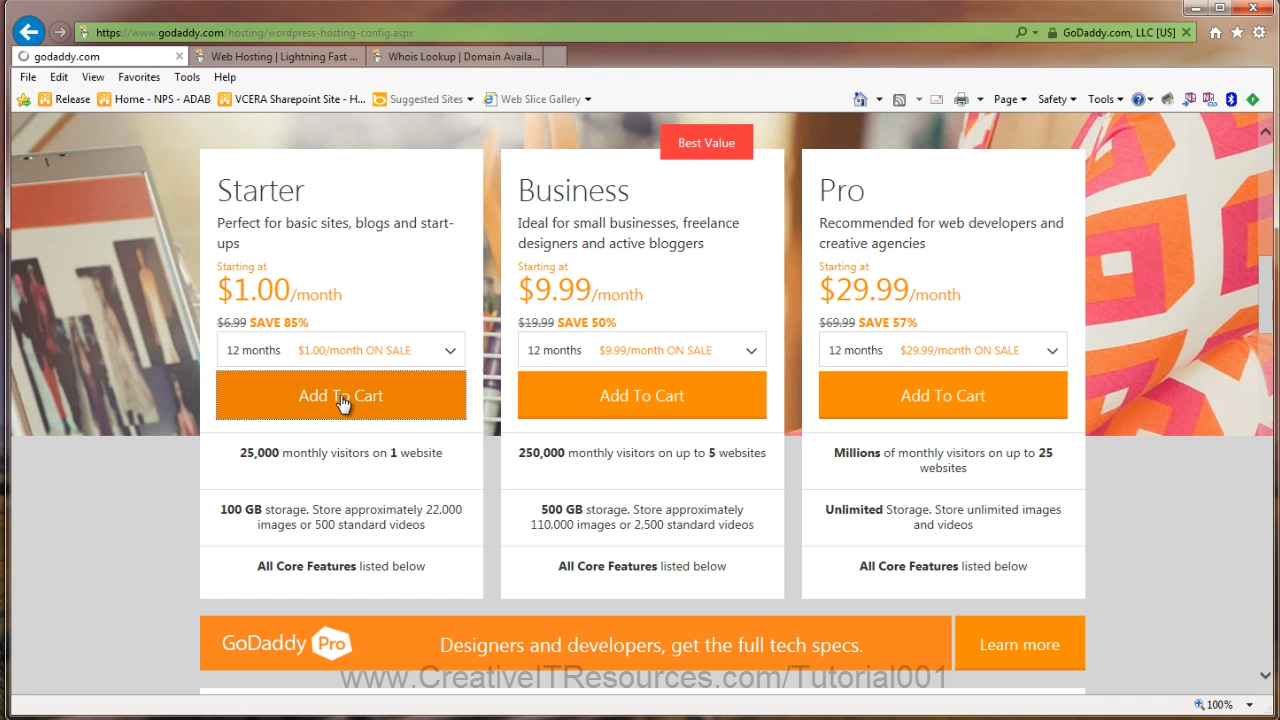 https://www.godaddy.com/hosting/wordpress-hosting-config.aspx
GoDaddy.com, LLC [US]
godaddy.com
Web Hosting | Lightning Fast ...
Whois Lookup | Domain Availa...
File Edit View Favorites Tools Help
Release
Home - NPS - ADAB
VCERA Sharepoint Site - H...
Suggested Sites
Web Slice Gallery
Page
Safety
Tools
Best Value
Starter
Perfect for basic sites, blogs and start-
ups
Starting at
$1.00/month
$6.99 SAVE 85%
12 months $1.00/month ON SALE
Add To Cart
25,000 monthly visitors on 1 website
100 GB storage. Store approximately 22,000
images or 500 standard videos
All Core Features listed below
Business
Ideal for small businesses, freelance
designers and active bloggers
Starting at
$9.99/month
$19.99 SAVE 50%
12 months $9.99/month ON SALE
Add To Cart
250,000 monthly visitors on up to 5 websites
500 GB storage. Store approximately
110,000 images or 2,500 standard videos
All Core Features listed below
Pro
Recommended for web developers and
creative agencies
Starting at
$29.99/month
$69.99 SAVE 57%
12 months $29.99/month ON SALE
Add To Cart
Millions of monthly visitors on up to 25
websites
Unlimited Storage. Store unlimited images
and videos
All Core Features listed below
GoDaddy Pro
Designers and developers, get the full tech specs.
Learn more
www.CreativeITResources.com/Tutorial001
100%